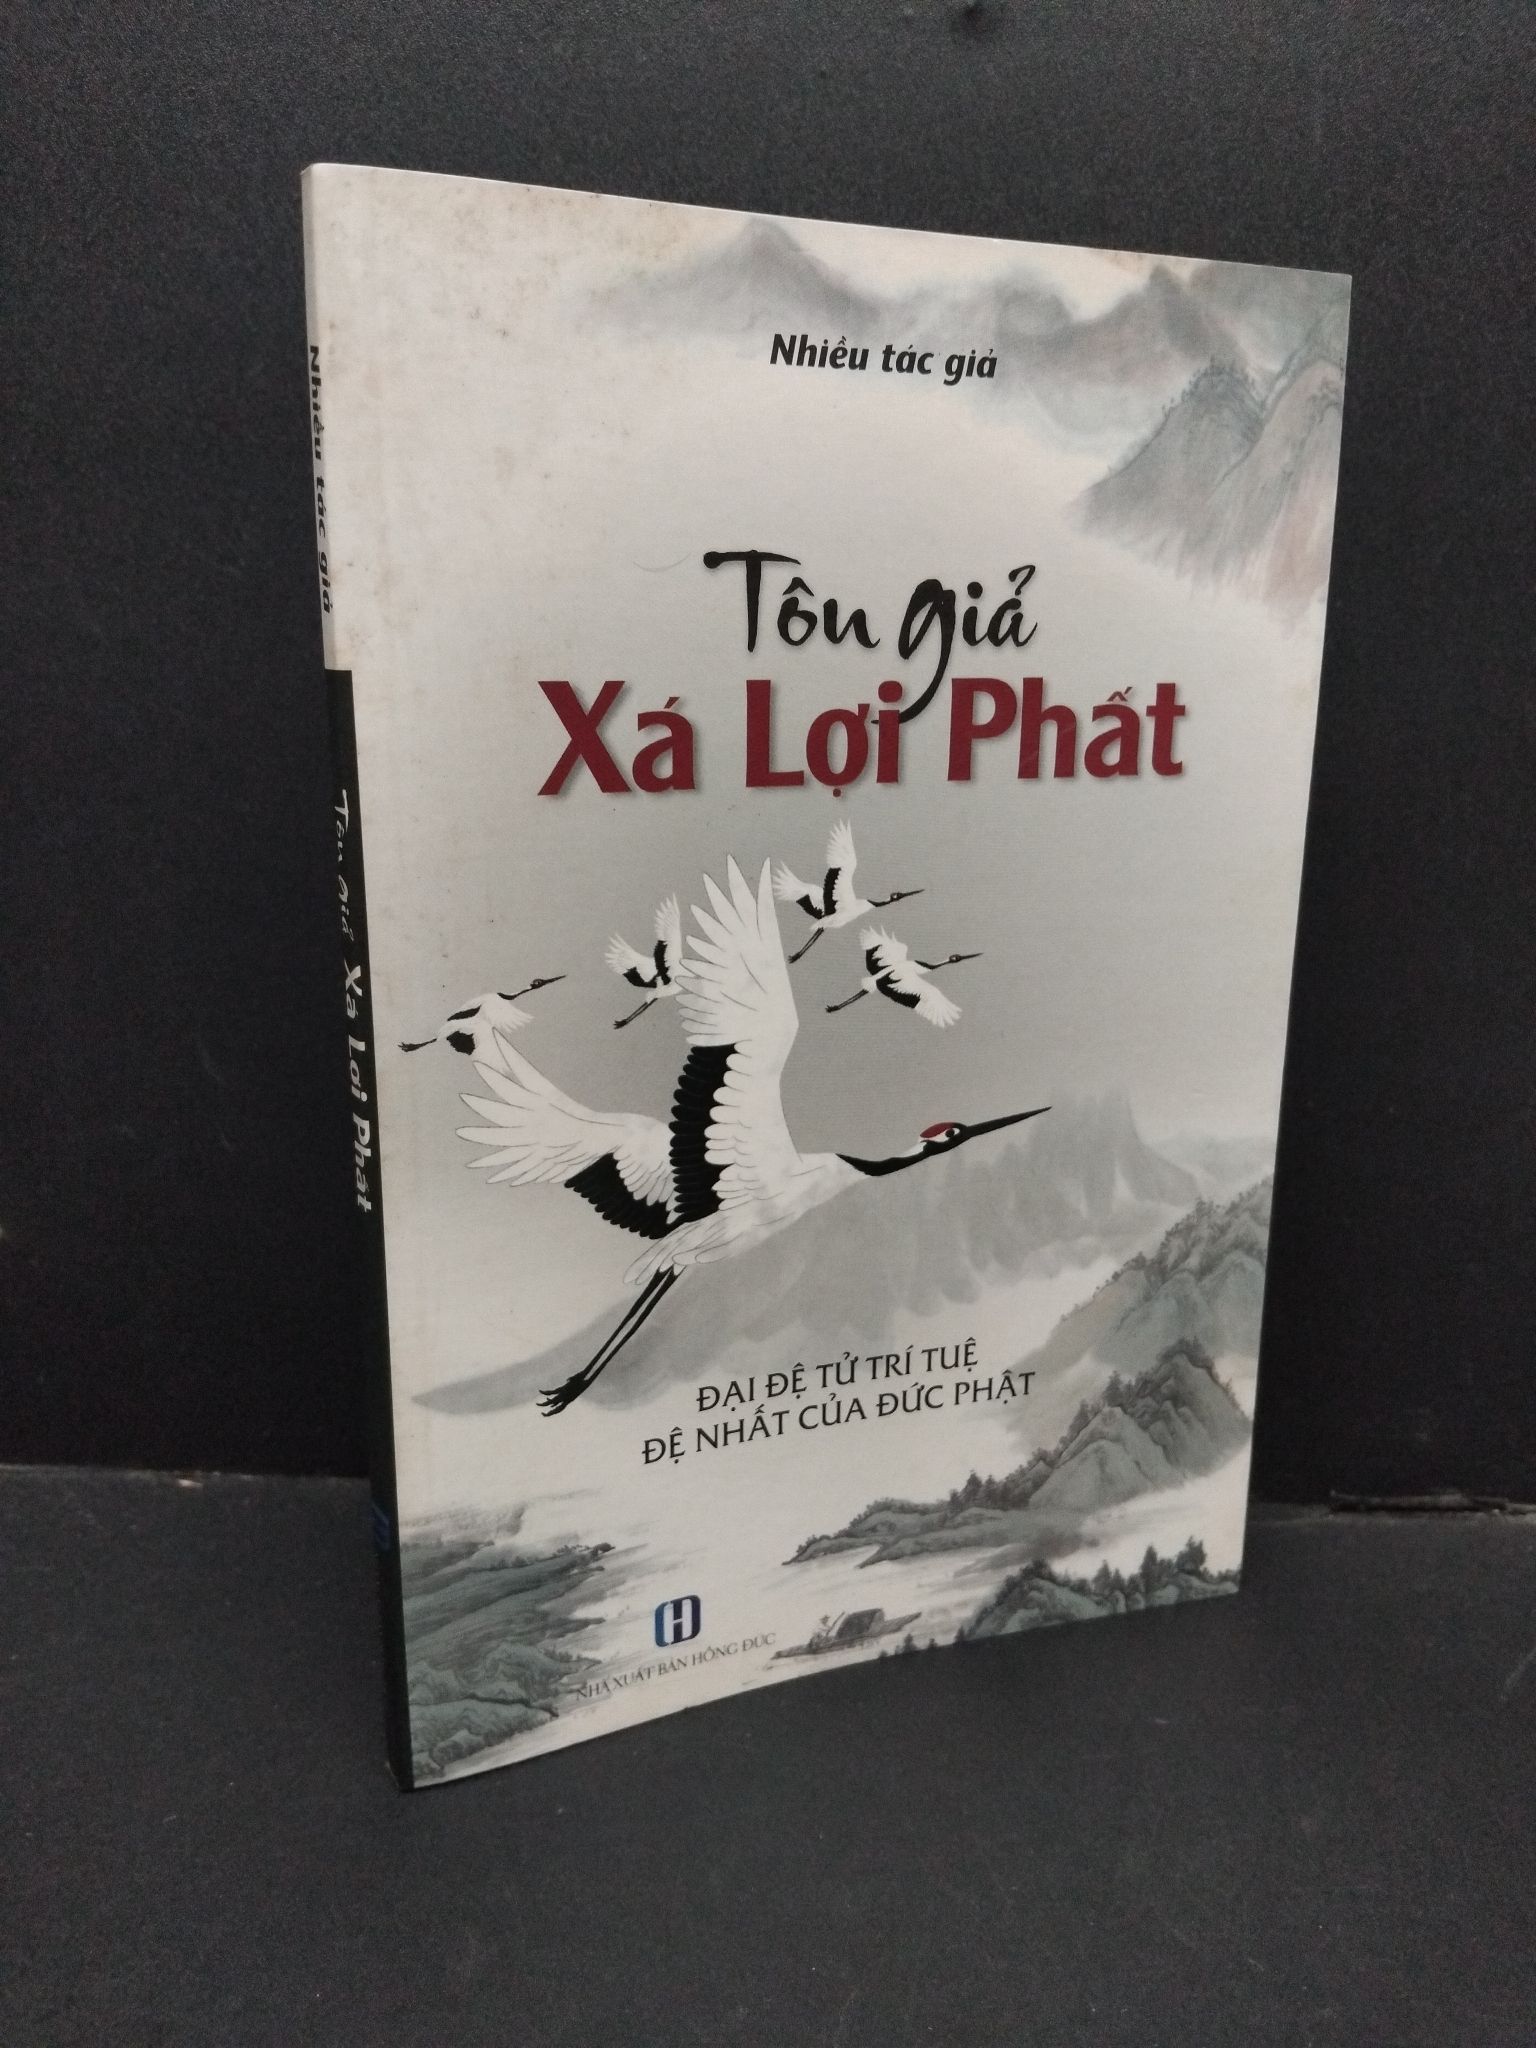 Nhiều tác giả
Tôn giả
Xá Lợi Phất
ĐẠI ĐỆ TỬ TRÍ TUỆ
ĐỆ NHẤT CỦA ĐỨC PHẬT
NHÀ XUẤT BẢN HỒNG ĐỨC
Nhiều tác giả
Tôn giả Xá Lợi Phất